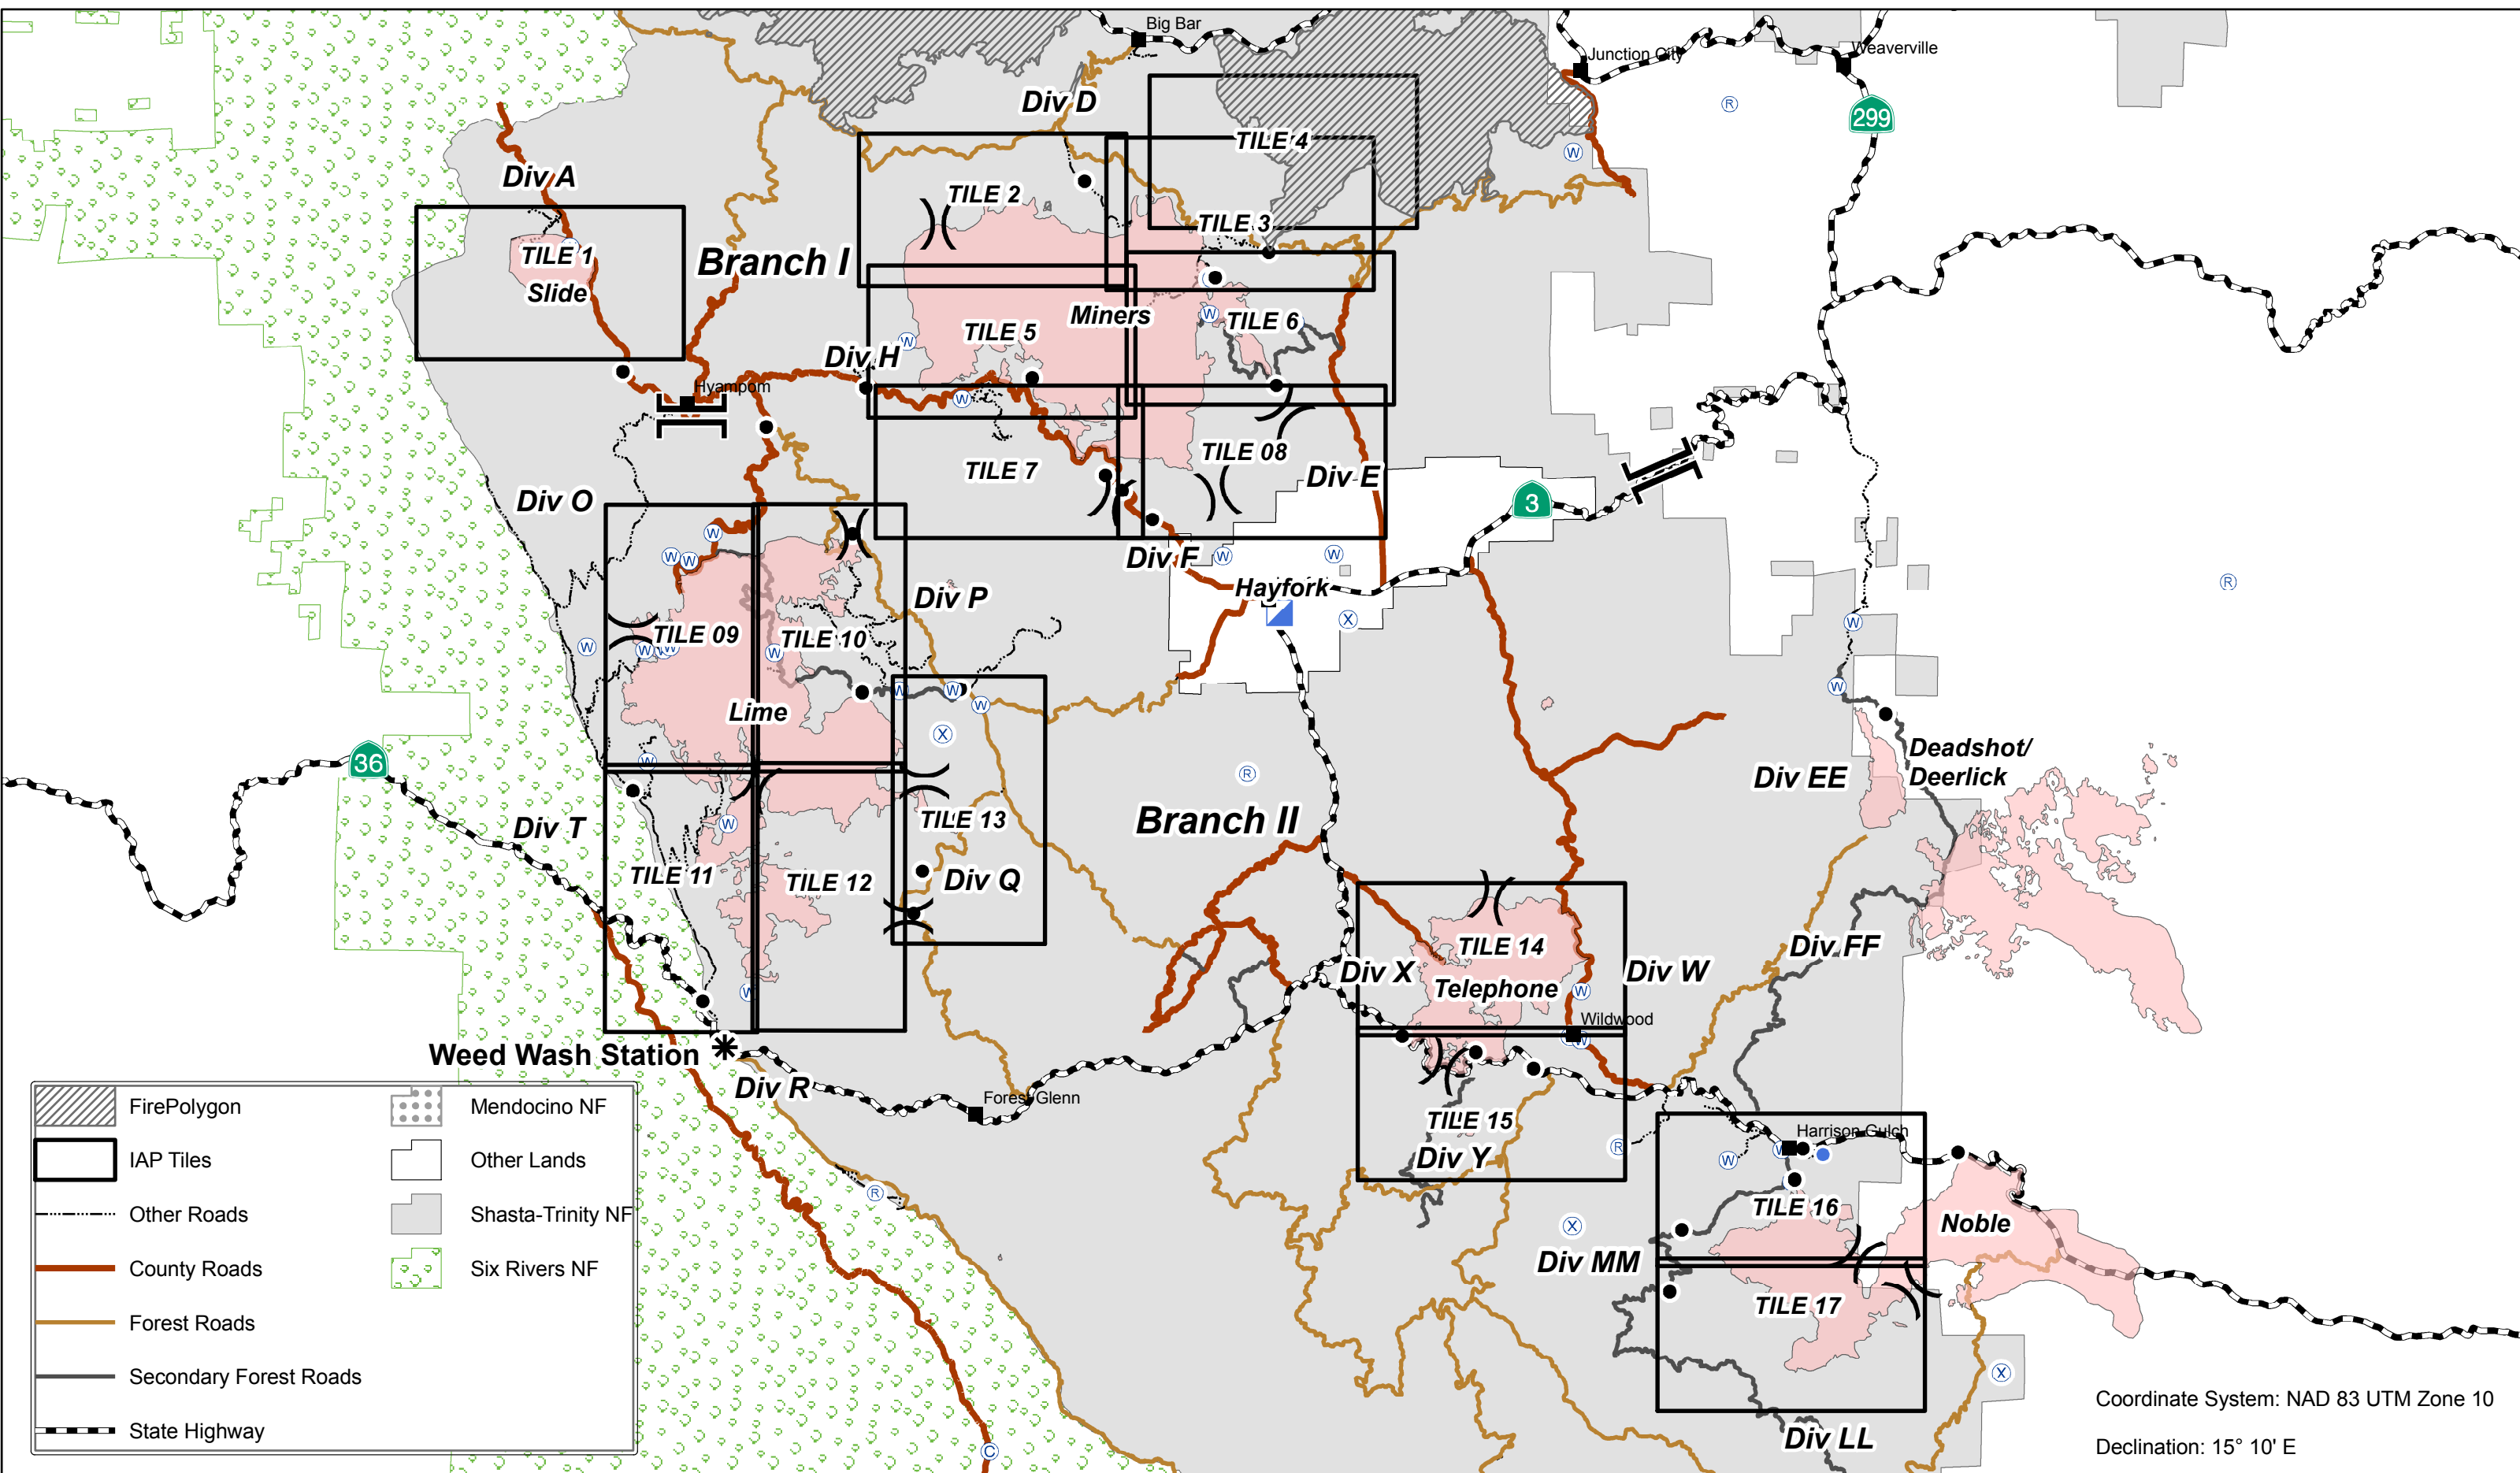 Big Bar
Junction City
Weaverville
299
Div D
TILE 4
Div A
TILE 2
TILE 3
TILE 1
Slide
Branch I
Miners
TILE 5
TILE 6
Div H
Hyampom
TILE 7
TILE 08
Div E
3
Div O
Div F
Hayfork
Div P
TILE 09
TILE 10
Lime
36
Deadshot/
Deerlick
Div EE
Div T
TILE 13
Branch II
TILE 11
TILE 12
Div Q
TILE 14
Div FF
Div X
Telephone
Div W
Wildwood
Weed Wash Station
Div R
Forest Glenn
TILE 15
Div Y
Harrison Gulch
TILE 16
Noble
Div MM
TILE 17
Div LL
FirePolygon
IAP Tiles
Other Roads
County Roads
Forest Roads
Secondary Forest Roads
State Highway
Mendocino NF
Other Lands
Shasta-Trinity NF
Six Rivers NF
W
R
X
C
Coordinate System: NAD 83 UTM Zone 10
Declination: 15° 10' E